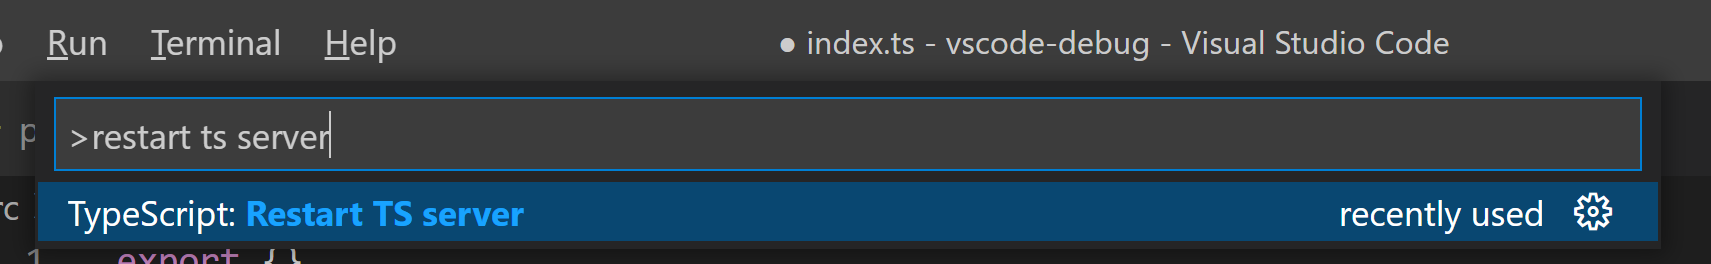 Run Terminal Help ● index.ts - vscode-debug - Visual Studio Code
>restart ts server
TypeScript: Restart TS server recently used
1 export {}